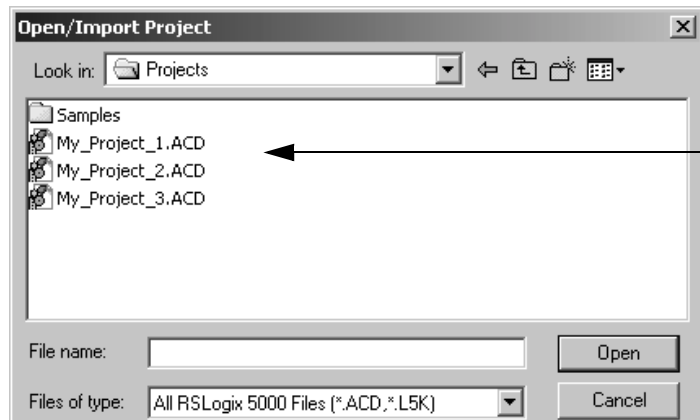 Open/Import Project
Look in: Projects
Samples
My_Project_1.ACD
My_Project_2.ACD
My_Project_3.ACD
File name: Open
Files of type: All RSLogix 5000 Files (*.ACD,*.L5K) Cancel